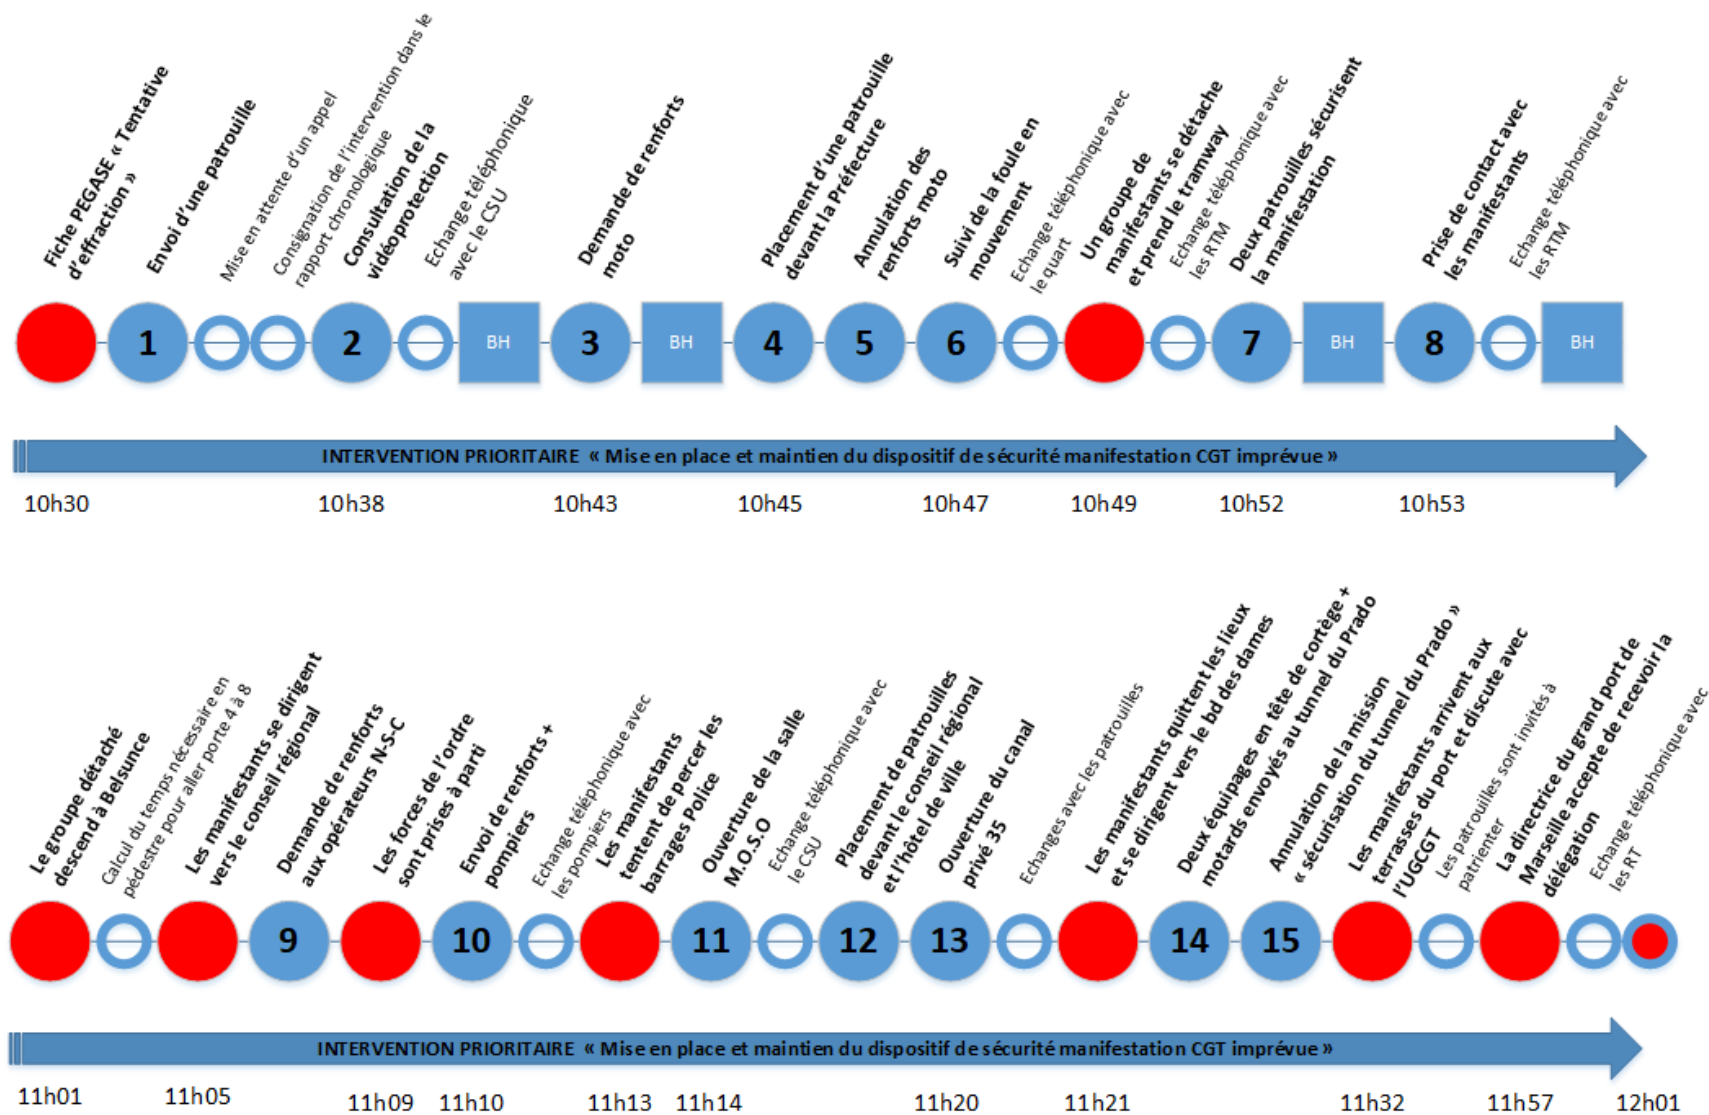 Fiche PEGASE « Tentative
d'effraction »
Envoi d'une patrouille
Mise en attente d'un appel
Consignation de l'intervention dans le
rapport chronologique
Consultation de la
vidéoprotection
Echange téléphonique
avec le CSU
Demande de renforts
moto
Placement d'une patrouille
devant la Préfecture
Annulation des
renforts moto
Suivi de la foule en
mouvement
Echange téléphonique avec
le quart
Un groupe de
manifestants se détache
et prend le tramway
Echange téléphonique avec
les RTM
Deux patrouilles sécurisent
la manifestation
Prise de contact avec
les manifestants
Echange téléphonique avec
les RTM
1
2
BH
3
BH
4
5
6
7
BH
8
BH
INTERVENTION PRIORITAIRE « Mise en place et maintien du dispositif de sécurité manifestation CGT imprévue »
10h30
10h38
10h43
10h45
10h47
10h49
10h52
10h53
Le groupe détaché
descend à Belsunce
Calcul du temps nécessaire en
pédestre pour aller porte 4 à 8
Les manifestants se dirigent
vers le conseil régional
Demande de renforts
aux opérateurs N-S-C
Les forces de l'ordre
sont prises à parti
Envoi de renforts +
pompiers
Echange téléphonique avec
les pompiers
Les manifestants
tentent de percer les
barrages Police
Ouverture de la salle
M.O.S.O
Echange téléphonique avec
le CSU
Placement de patrouilles
devant le conseil régional
et l'hôtel de ville
Ouverture du canal
privé 35
Echanges avec les patrouilles
Les manifestants quittent les lieux
et se dirigent vers le bd des dames
Deux équipages en tête de cortège +
motards envoyés au tunnel du Prado
Annulation de la mission
« sécurisation du tunnel du Prado »
Les manifestants arrivent aux
terrasses du port et discute avec
l'UGCGT
Les patrouilles sont invités à
patrienter
La directrice du grand port de
Marseille accepte de recevoir la
délégation
Echange téléphonique avec
les RT
9
10
11
12
13
14
15
INTERVENTION PRIORITAIRE « Mise en place et maintien du dispositif de sécurité manifestation CGT imprévue »
11h01
11h05
11h09
11h10
11h13
11h14
11h20
11h21
11h32
11h57
12h01